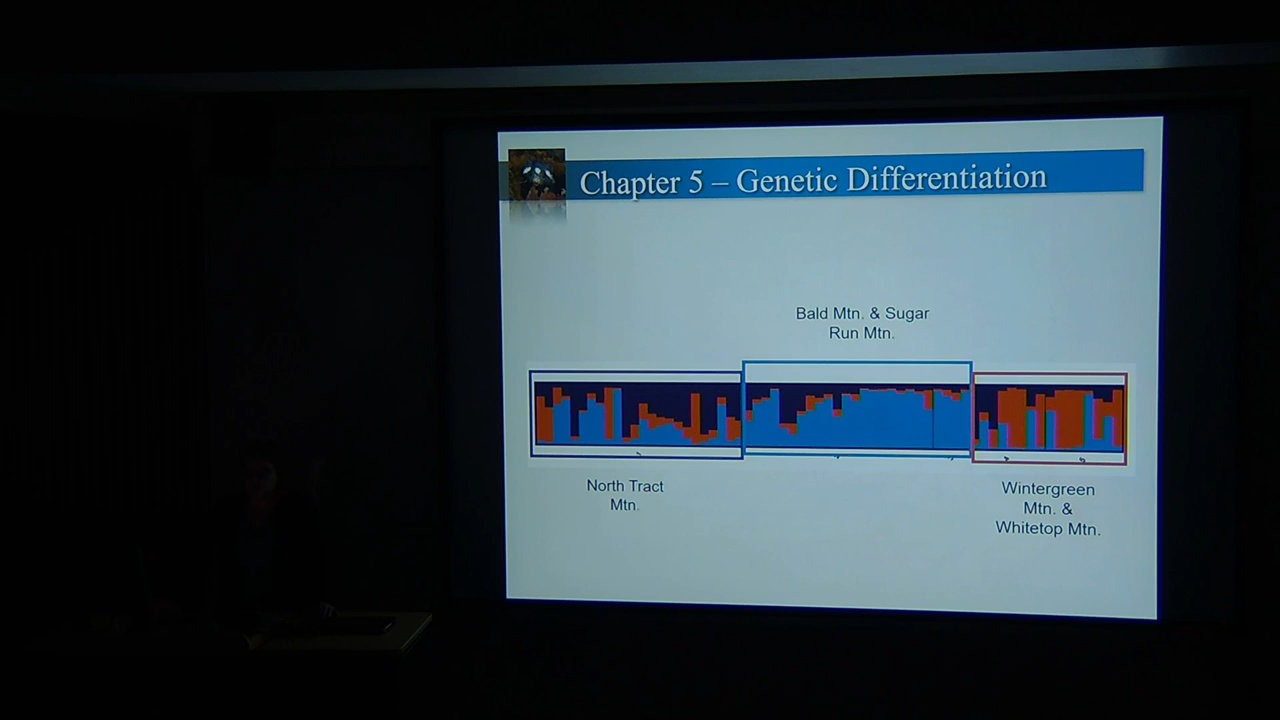 Chapter 5 – Genetic Differentiation
Bald Mtn. & Sugar
Run Mtn.
North Tract
Mtn.
Wintergreen
Mtn. &
Whitetop Mtn.